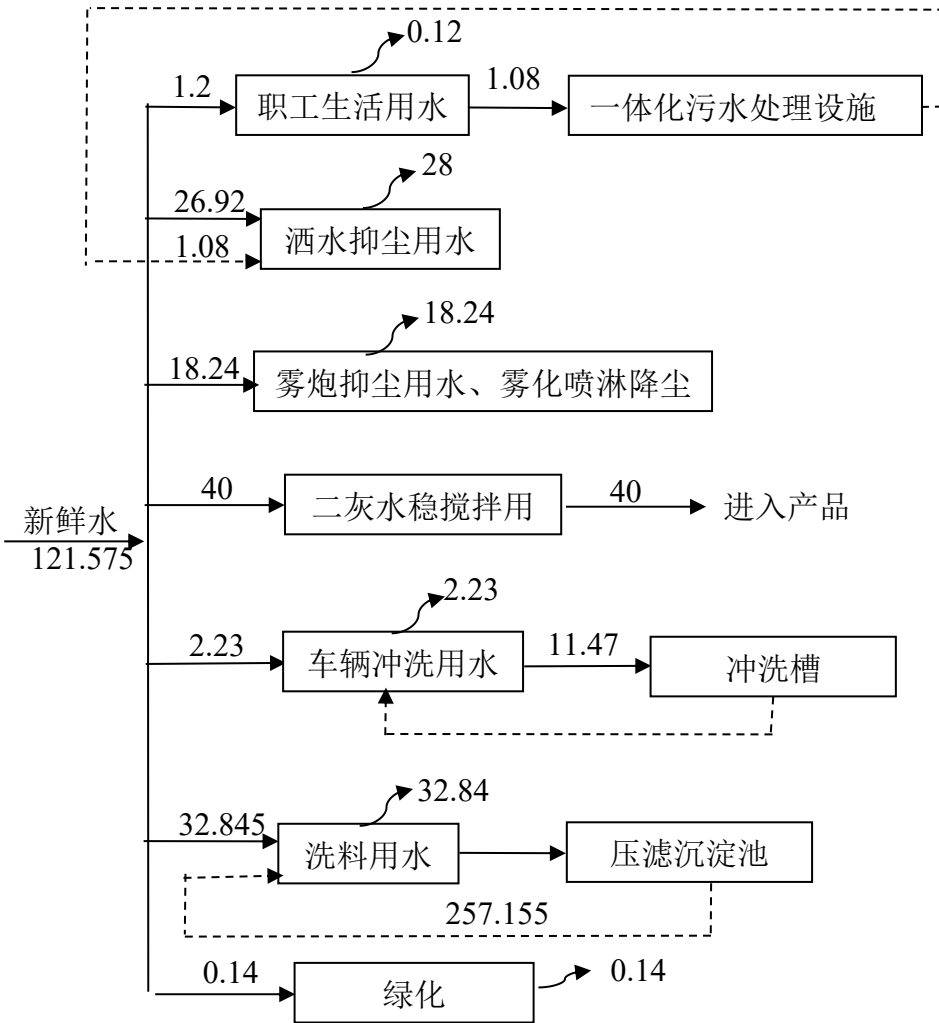 0.12
1.2
职工生活用水
1.08
一体化污水处理设施
28
26.92
1.08
洒水抑尘用水
18.24
18.24
雾炮抑尘用水、雾化喷淋降尘
40
二灰水稳搅拌用
40
进入产品
新鲜水
121.575
2.23
2.23
车辆冲洗用水
11.47
冲洗槽
32.84
32.845
洗料用水
压滤沉淀池
257.155
0.14
绿化
0.14